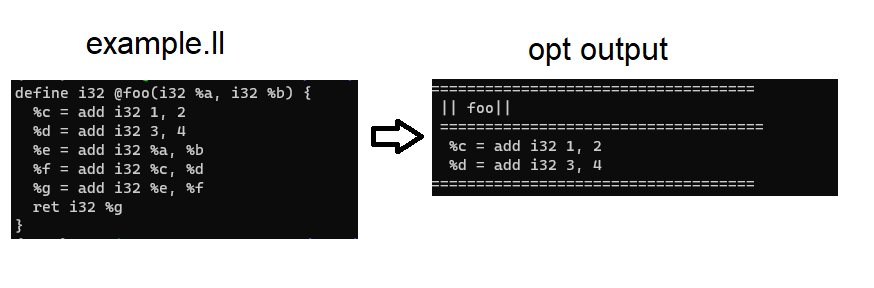 example.ll
define i32 @foo(i32 %a, i32 %b) {
  %c = add i32 1, 2
  %d = add i32 3, 4
  %e = add i32 %a, %b
  %f = add i32 %c, %d
  %g = add i32 %e, %f
  ret i32 %g
}
opt output
====================================
|| foo||
====================================
%c = add i32 1, 2
%d = add i32 3, 4
====================================